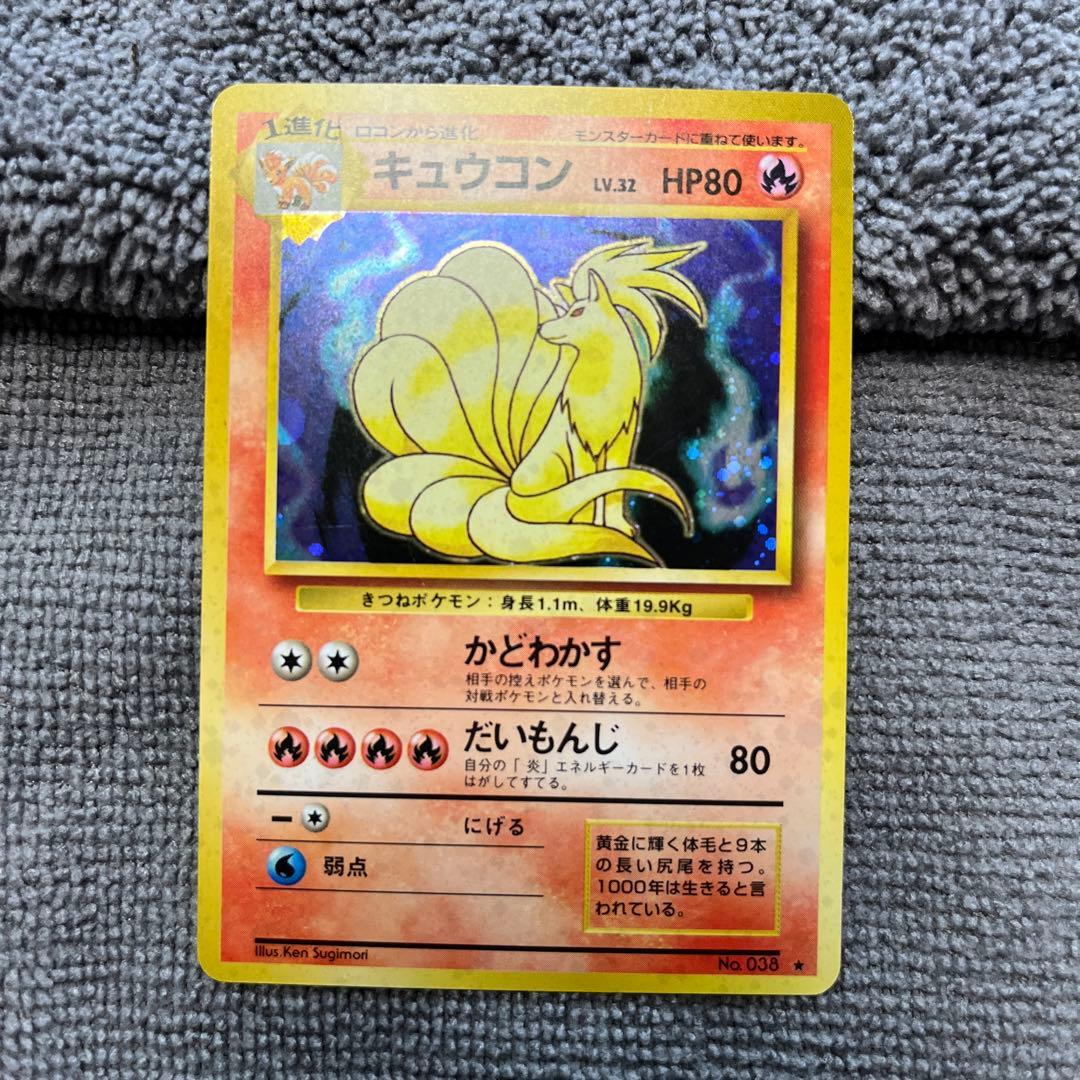 1進化 ロコンから進化 モンスターカードに重ねて使います。
キュウコン LV.32 HP80
きつねポケモン：身長1.1m、体重19.9Kg
かどわかす
相手の控えポケモンを選んで、相手の
対戦ポケモンと入れ替える。
だいもんじ 80
自分の「炎」エネルギーカードを1枚
はがしてすてる。
にげる
弱点
黄金に輝く体毛と9本
の長い尻尾を持つ。
1000年は生きると言
われている。
Illus.Ken Sugimori
No. 038 ★